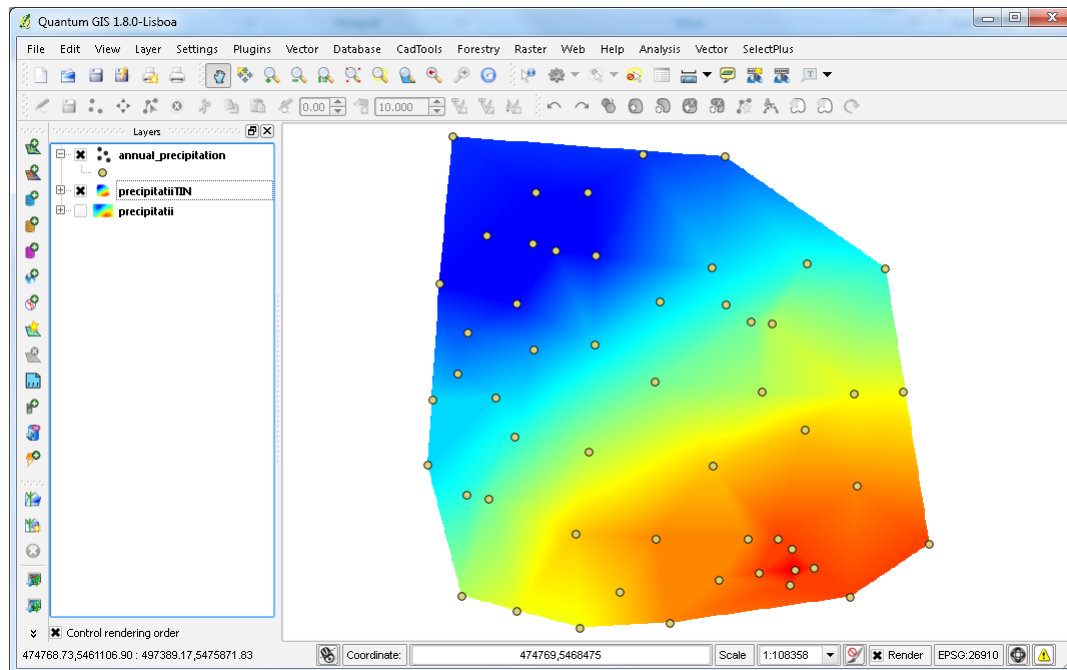 Quantum GIS 1.8.0-Lisboa
File Edit View Layer Settings Plugins Vector Database CadTools Forestry Raster Web Help Analysis Vector SelectPlus
0.00 10.000
Layers
annual_precipitation
precipitatiiTIN
precipitatii
Control rendering order
474768.73,5461106.90 : 497389.17,5475871.83 Coordinate: 474769,5468475 Scale 1:108358 Render EPSG:26910